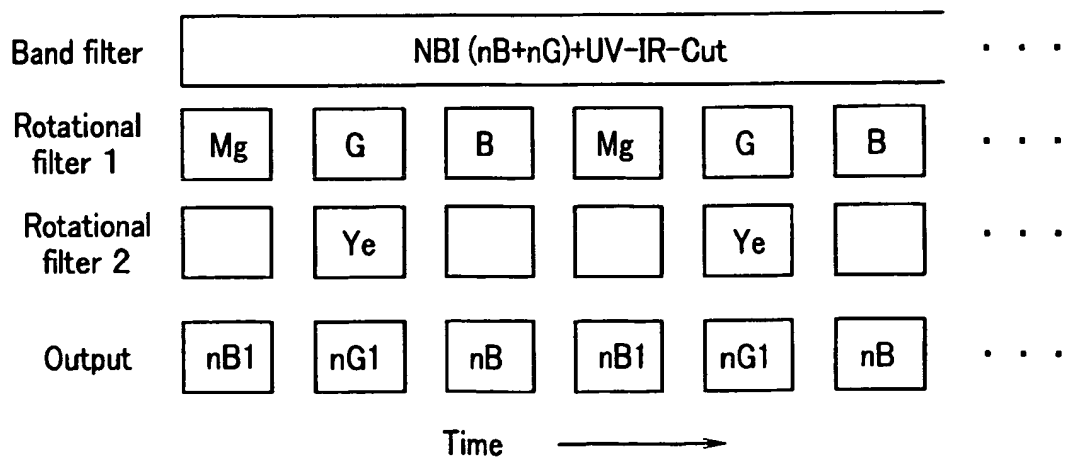 Band filter NBI (nB+nG)+UV-IR-Cut · · ·
Rotational filter 1 Mg G B Mg G B · · ·
Rotational filter 2 Ye Ye · · ·
Output nB1 nG1 nB nB1 nG1 nB · · ·
Time